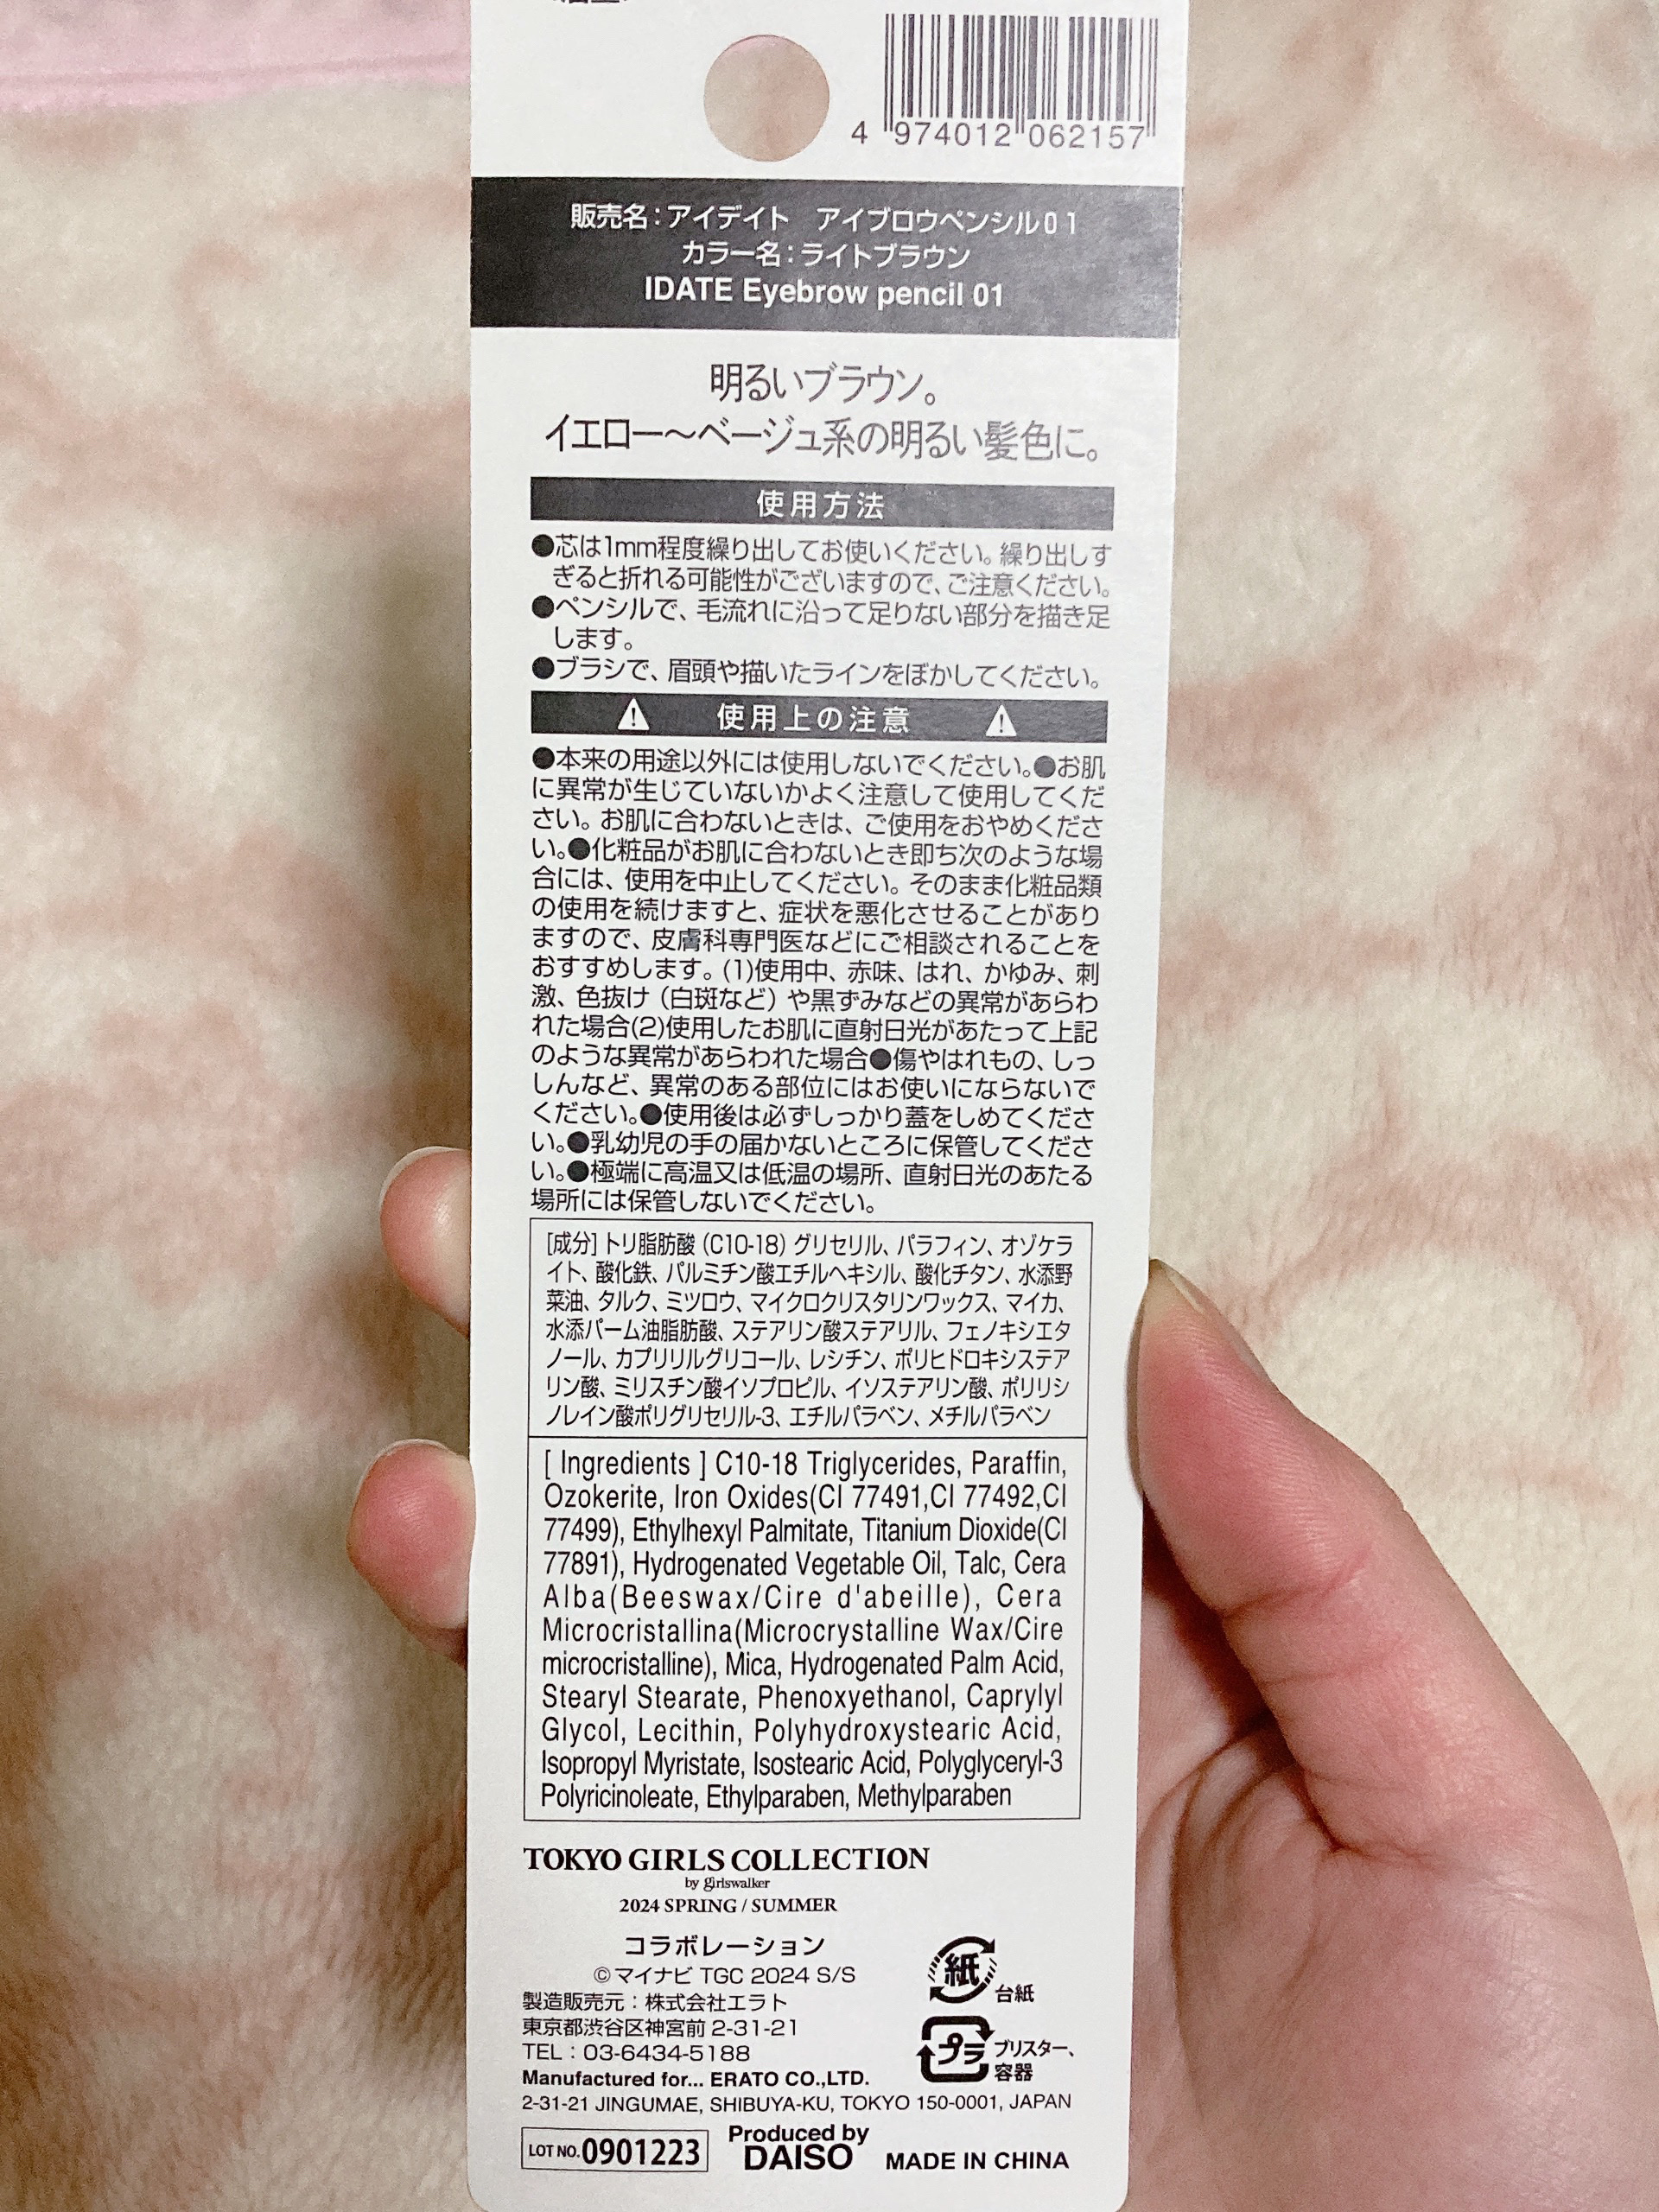 4 974012 062157
販売名：アイデイト　アイブロウペンシル01
カラー名：ライトブラウン
IDATE Eyebrow pencil 01
明るいブラウン。
イエロー〜ベージュ系の明るい髪色に。
使用方法
●芯は1mm程度繰り出してお使いください。繰り出しす
ぎると折れる可能性がございますので、ご注意ください。
●ペンシルで、毛流れに沿って足りない部分を描き足
します。
●ブラシで、眉頭や描いたラインをぼかしてください。
使用上の注意
●本来の用途以外には使用しないでください。●お肌
に異常が生じていないかよく注意して使用してくだ
さい。お肌に合わないときは、ご使用をおやめくださ
い。●化粧品がお肌に合わないとき即ち次のような場
合には、使用を中止してください。そのまま化粧品類
の使用を続けますと、症状を悪化させることがあり
ますので、皮膚科専門医などにご相談されることを
おすすめします。(1)使用中、赤味、はれ、かゆみ、刺
激、色抜け（白斑など）や黒ずみなどの異常があらわ
れた場合(2)使用したお肌に直射日光があたって上記
のような異常があらわれた場合●傷やはれもの、しっ
しんなど、異常のある部位にはお使いにならないで
ください。●使用後は必ずしっかり蓋をしめてくださ
い。●乳幼児の手の届かないところに保管してくださ
い。●極端に高温又は低温の場所、直射日光のあたる
場所には保管しないでください。
[成分]トリ脂肪酸（C10-18）グリセリル、パラフィン、オゾケラ
イト、酸化鉄、パルミチン酸エチルヘキシル、酸化チタン、水添野
菜油、タルク、ミツロウ、マイクロクリスタリンワックス、マイカ、
水添パーム油脂肪酸、ステアリン酸ステアリル、フェノキシエタ
ノール、カプリリルグリコール、レシチン、ポリヒドロキシステア
リン酸、ミリスチン酸イソプロピル、イソステアリン酸、ポリリシ
ノレイン酸ポリグリセリル-3、エチルパラベン、メチルパラベン
[ Ingredients ] C10-18 Triglycerides, Paraffin,
Ozokerite, Iron Oxides(CI 77491,CI 77492,CI
77499), Ethylhexyl Palmitate, Titanium Dioxide(CI
77891), Hydrogenated Vegetable Oil, Talc, Cera
Alba(Beeswax/Cire d'abeille), Cera
Microcristallina(Microcrystalline Wax/Cire
microcristalline), Mica, Hydrogenated Palm Acid,
Stearyl Stearate, Phenoxyethanol, Caprylyl
Glycol, Lecithin, Polyhydroxystearic Acid,
Isopropyl Myristate, Isostearic Acid, Polyglyceryl-3
Polyricinoleate, Ethylparaben, Methylparaben
TOKYO GIRLS COLLECTION
by girlswalker
2024 SPRING / SUMMER
コラボレーション
©マイナビ TGC 2024 S/S
製造販売元：株式会社エラト
東京都渋谷区神宮前 2-31-21
TEL：03-6434-5188
紙
台紙
プラ
ブリスター、
容器
Manufactured for... ERATO CO.,LTD.
2-31-21 JINGUMAE, SHIBUYA-KU, TOKYO 150-0001, JAPAN
LOT NO.0901223
Produced by
DAISO
MADE IN CHINA